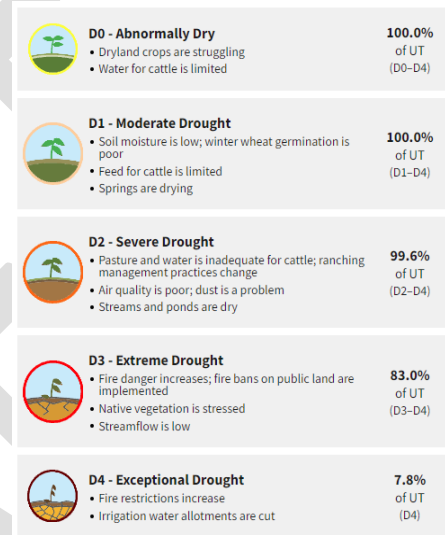 D0 - Abnormally Dry
• Dryland crops are struggling
• Water for cattle is limited
100.0%
of UT
(D0–D4)
D1 - Moderate Drought
• Soil moisture is low; winter wheat germination is
poor
• Feed for cattle is limited
• Springs are drying
100.0%
of UT
(D1–D4)
D2 - Severe Drought
• Pasture and water is inadequate for cattle; ranching
management practices change
• Air quality is poor; dust is a problem
• Streams and ponds are dry
99.6%
of UT
(D2–D4)
D3 - Extreme Drought
• Fire danger increases; fire bans on public land are
implemented
• Native vegetation is stressed
• Streamflow is low
83.0%
of UT
(D3–D4)
D4 - Exceptional Drought
• Fire restrictions increase
• Irrigation water allotments are cut
7.8%
of UT
(D4)